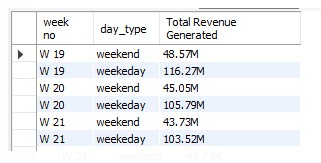 week no day_type Total Revenue Generated
W 19 weekend 48.57M
W 19 weekeday 116.27M
W 20 weekend 45.05M
W 20 weekeday 105.79M
W 21 weekend 43.73M
W 21 weekeday 103.52M